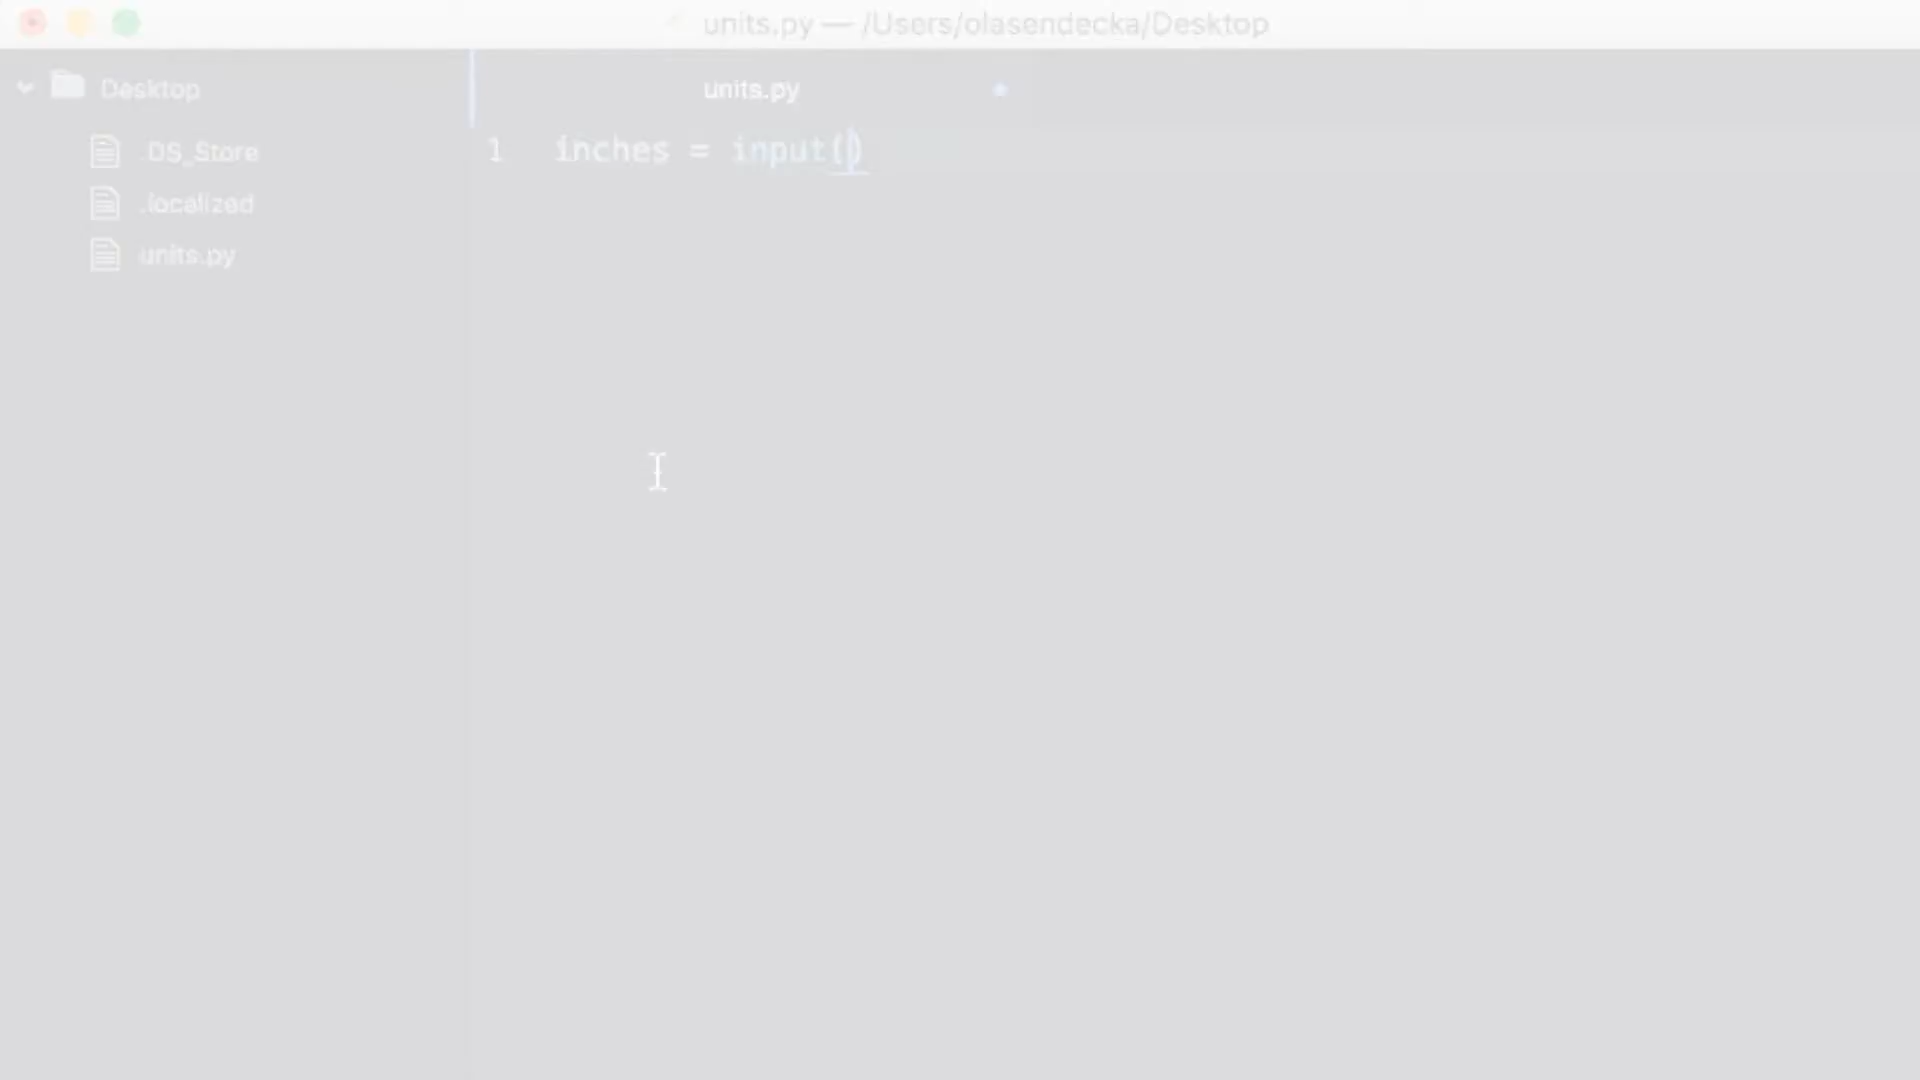 units.py — /Users/olasendecka/Desktop
Desktop
.DS_Store
.localized
units.py
units.py
1 inches = input()